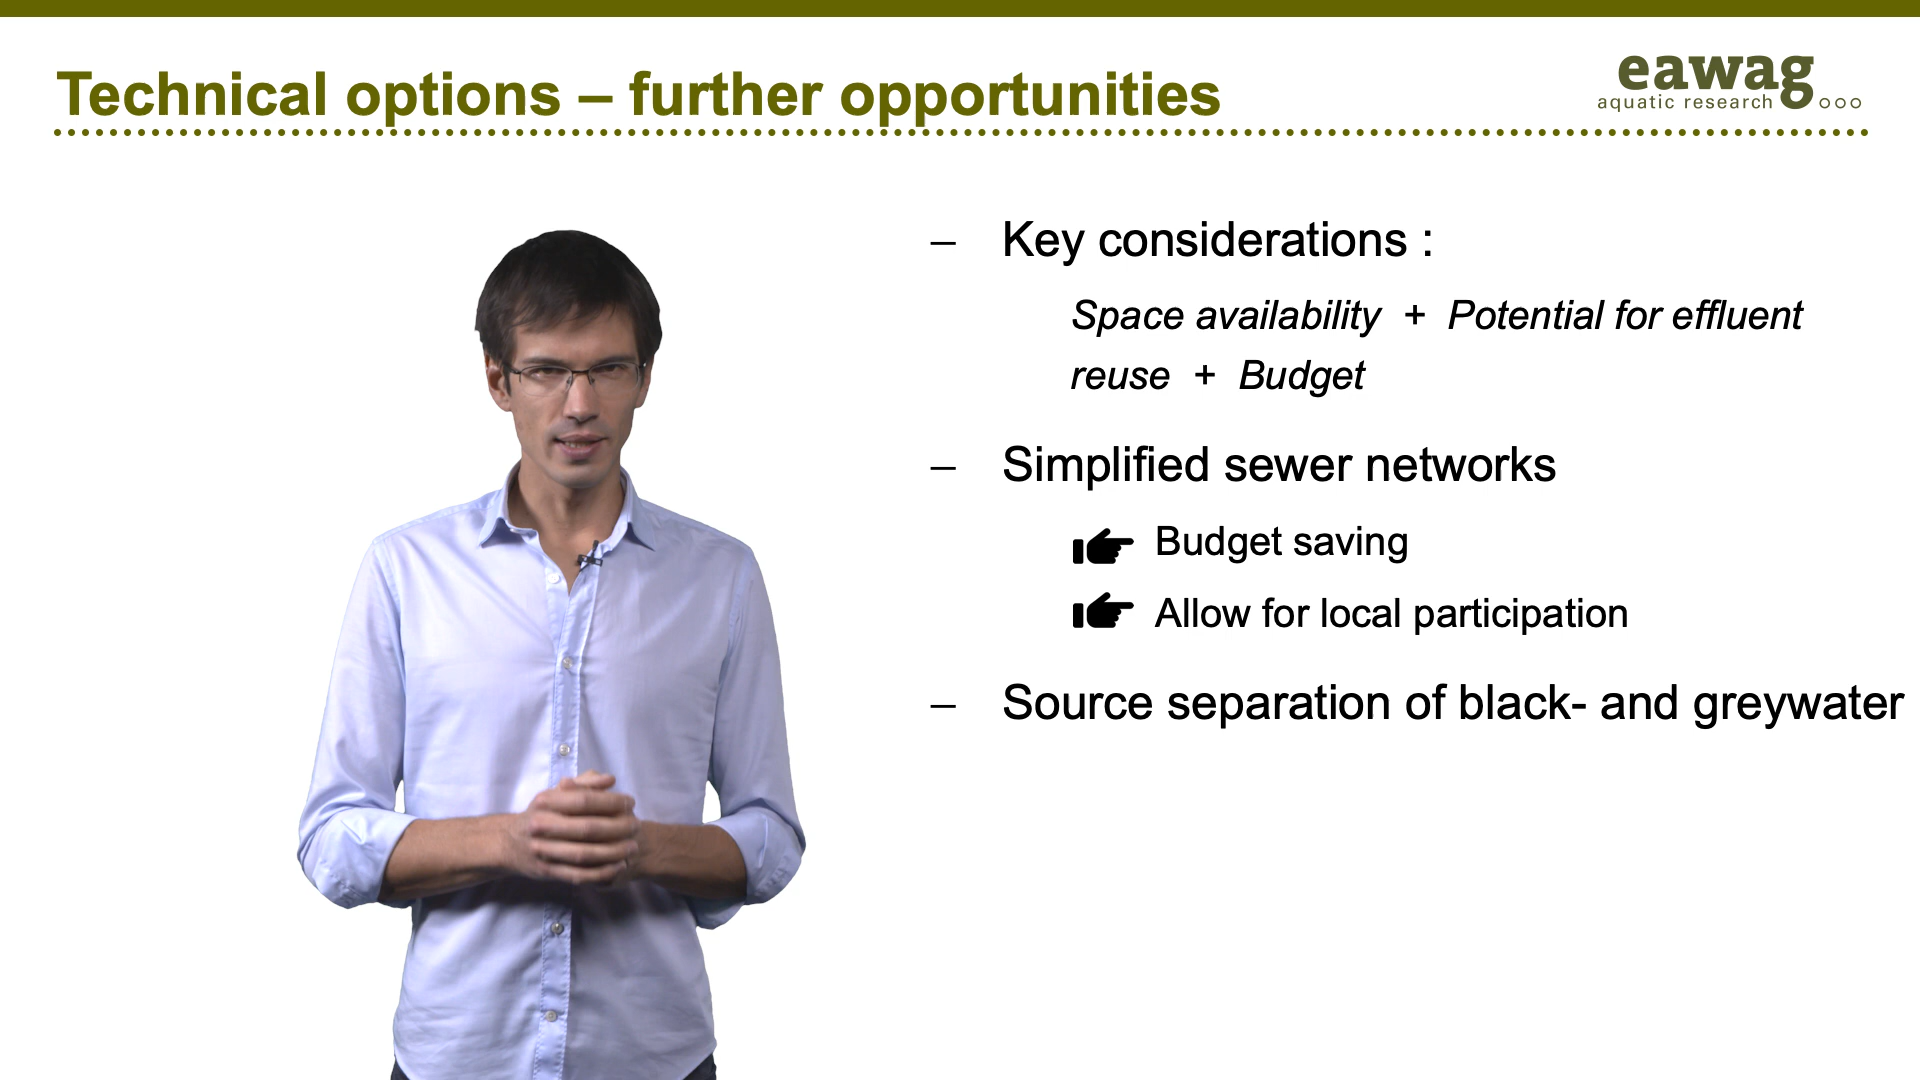 Technical options – further opportunities
eawag
aquatic research
– Key considerations :
Space availability + Potential for effluent
reuse + Budget
– Simplified sewer networks
Budget saving
Allow for local participation
– Source separation of black- and greywater